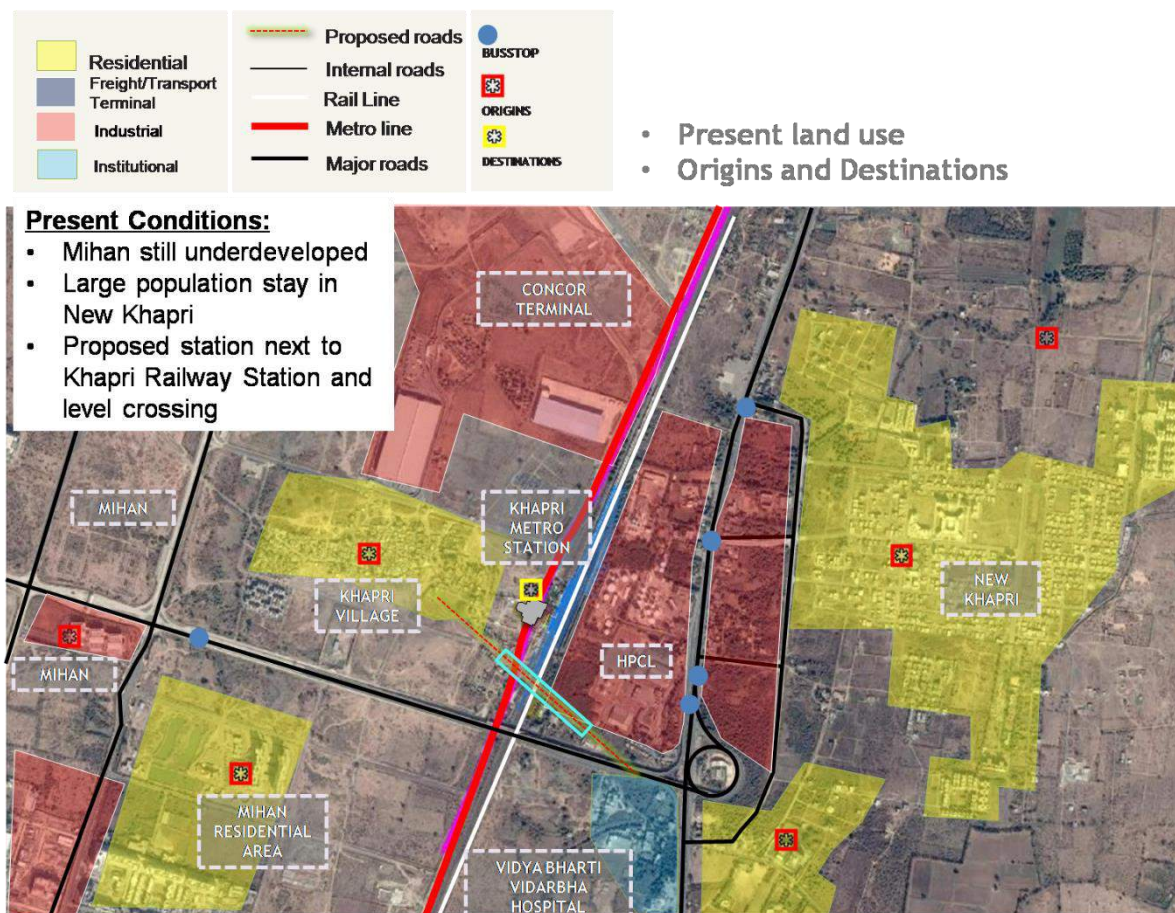 Residential
Freight/Transport
Terminal
Industrial
Institutional
Proposed roads
Internal roads
Rail Line
Metro line
Major roads
BUSSTOP
ORIGINS
DESTINATIONS
• Present land use
• Origins and Destinations
Present Conditions:
• Mihan still underdeveloped
• Large population stay in
New Khapri
• Proposed station next to
Khapri Railway Station and
level crossing
CONCOR
TERMINAL
MIHAN
KHAPRI
METRO
STATION
KHAPRI
VILLAGE
NEW
KHAPRI
MIHAN
HPCL
MIHAN
RESIDENTIAL
AREA
VIDYA BHARTI
VIDARBHA
HOSPITAL